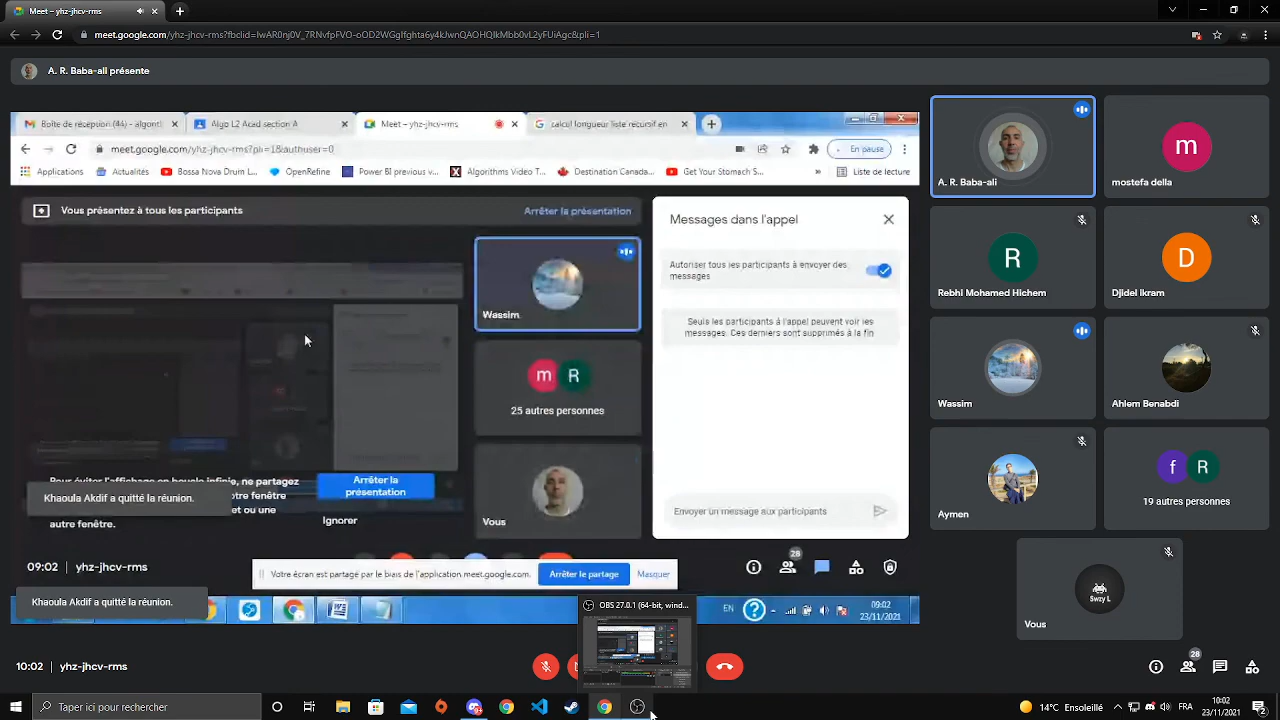 Meet – yhz-jhcv-rms
meet.google.com/yhz-jhcv-rms?fbclid=IwAR0njI0V_7RNvfpFVO-oOD2WGgHghta6y4kJwnQAOHQIkMbb0vL2yFUiAgc&pli=1
A. R. Baba-ali présente
Boîte de réception (44) - algorith
Algp L2 Acad section A
Meet – yhz-jhcv-rms
calcul longueur liste récursif en
meet.google.com/yhz-jhcv-rms?pli=1&authuser=0
En pause
Applications
Actualités
Bossa Nova Drum L...
OpenRefine
Power BI previous v...
Algorithms Video T...
Destination Canada...
Get Your Stomach S...
»
Liste de lecture
Vous présentez à tous les participants
Arrêter la présentation
Wassim
m R
25 autres personnes
Vous
Messages dans l'appel
Autoriser tous les participants à envoyer des
messages
Seuls les participants à l'appel peuvent voir les
messages. Ces derniers sont supprimés à la fin
Envoyer un message aux participants
Pour éviter l'affichage en boucle infinie, ne partagez
entre fenêtre
et ou une
autre fenêtre
Arrêter la
présentation
Ignorer
Khaoula Akdif a quitté la réunion.
09:02
yhz-jhcv-rms
28
Votre écran est partagé par le biais de l'application meet.google.com.
Arrêter le partage
Masquer
Khaoula Akdif a quitté la réunion.
EN
09:02
23/11/2021
OBS 27.0.1 (64-bit, wind...
A. R. Baba-ali
m
mostefa della
R
Rebhi Mohamed Hichem
D
Djidel Ikram
Wassim
Ahlem Benabdi
Aymen
f R
19 autres personnes
Sway L
Vous
10:02
yhz-jhcv-rms
28
Taper ici pour rechercher
14°C Ensoleillé
FRA
10:02
23/11/2021